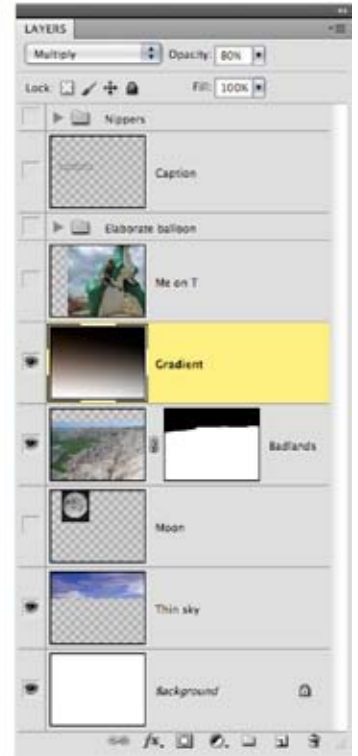 LAYERS
Multiply Opacity: 80%
Lock: Fill: 100%
Nippers
Caption
Elaborate balloon
Me on T
Gradient
Badlands
Moon
Thin sky
Background
fx.